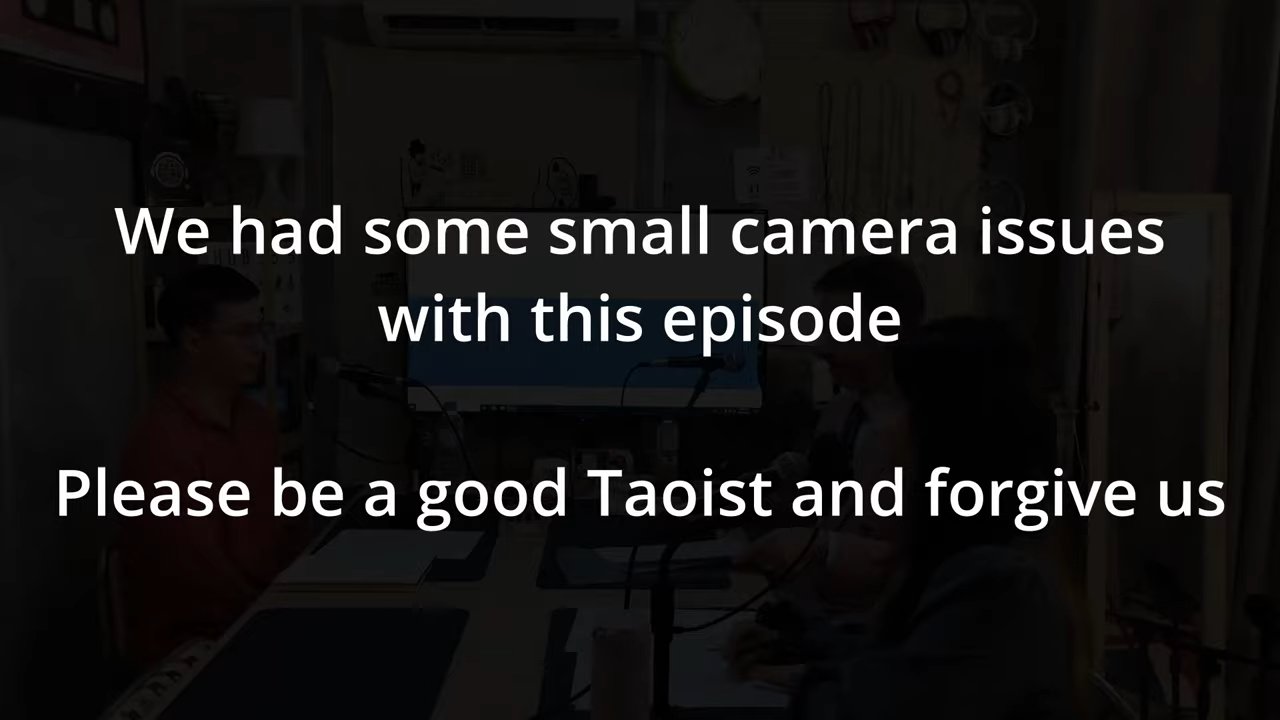 We had some small camera issues
with this episode
Please be a good Taoist and forgive us